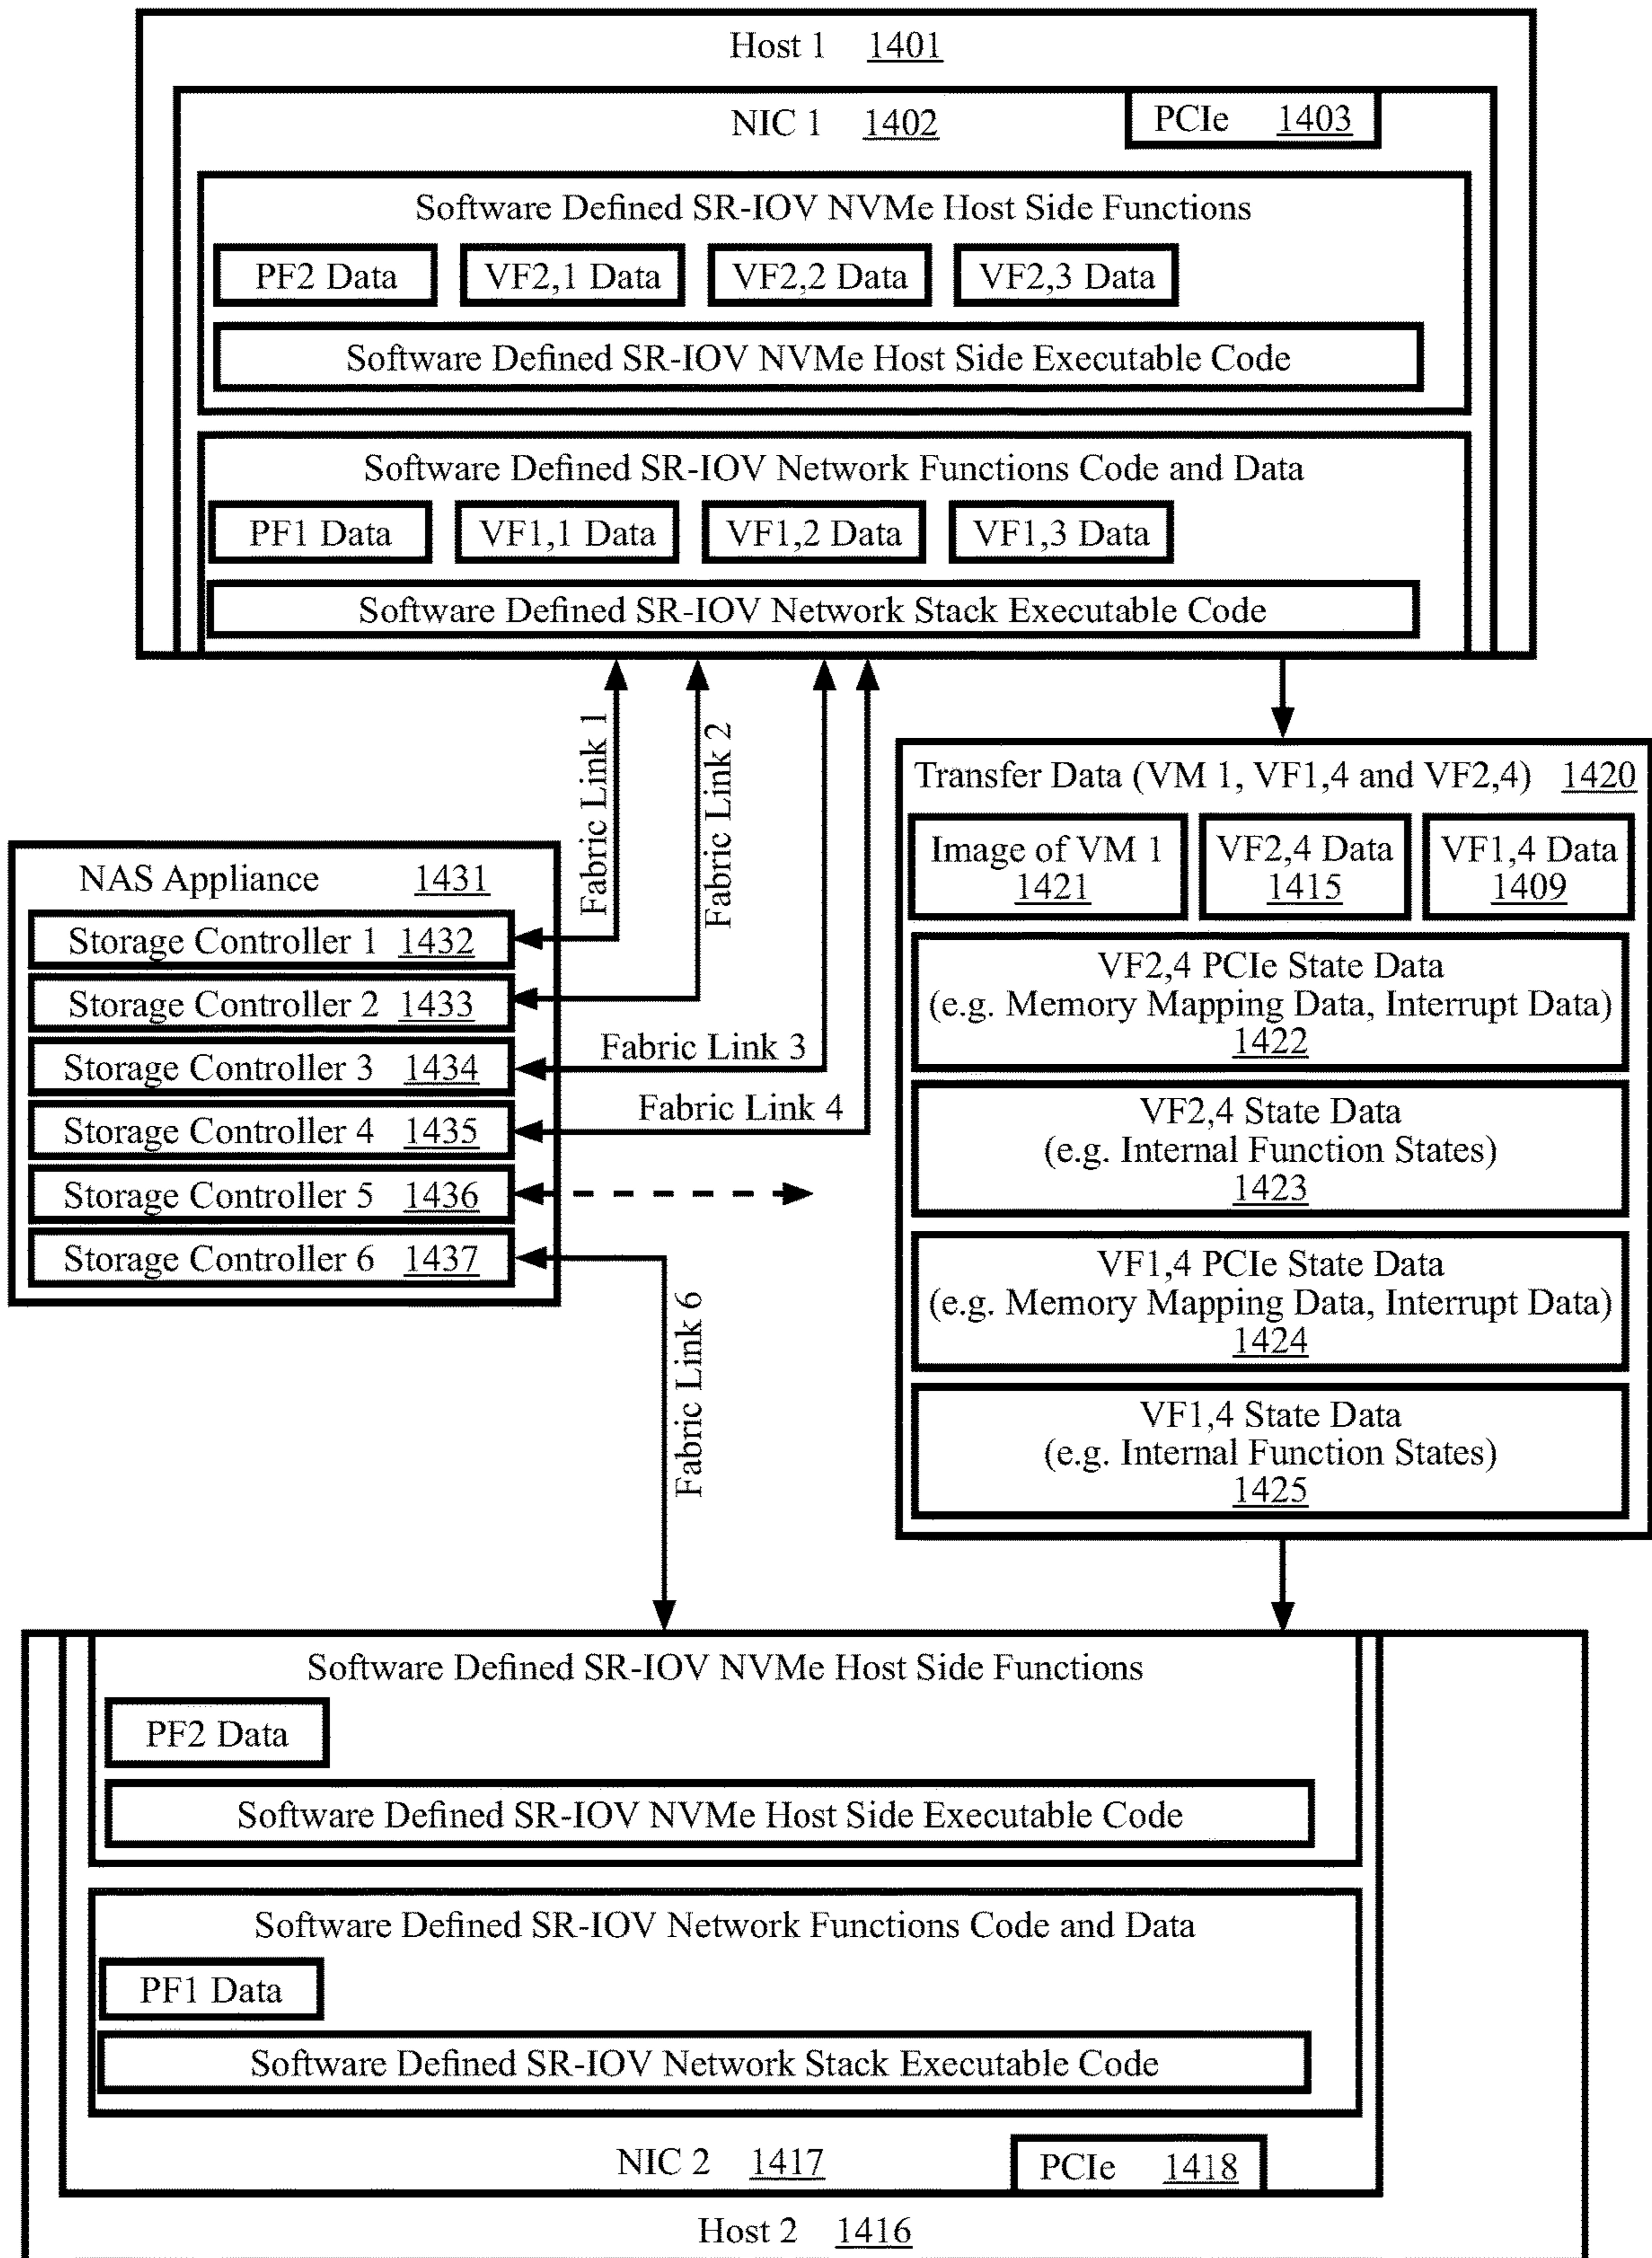 Host 1 1401
NIC 1 1402
PCIe 1403
Software Defined SR-IOV NVMe Host Side Functions
PF2 Data
VF2,1 Data
VF2,2 Data
VF2,3 Data
Software Defined SR-IOV NVMe Host Side Executable Code
Software Defined SR-IOV Network Functions Code and Data
PF1 Data
VF1,1 Data
VF1,2 Data
VF1,3 Data
Software Defined SR-IOV Network Stack Executable Code
Fabric Link 1
Fabric Link 2
Fabric Link 3
Fabric Link 4
NAS Appliance 1431
Storage Controller 1 1432
Storage Controller 2 1433
Storage Controller 3 1434
Storage Controller 4 1435
Storage Controller 5 1436
Storage Controller 6 1437
Fabric Link 6
Transfer Data (VM 1, VF1,4 and VF2,4) 1420
Image of VM 1
1421
VF2,4 Data
1415
VF1,4 Data
1409
VF2,4 PCIe State Data
(e.g. Memory Mapping Data, Interrupt Data)
1422
VF2,4 State Data
(e.g. Internal Function States)
1423
VF1,4 PCIe State Data
(e.g. Memory Mapping Data, Interrupt Data)
1424
VF1,4 State Data
(e.g. Internal Function States)
1425
Software Defined SR-IOV NVMe Host Side Functions
PF2 Data
Software Defined SR-IOV NVMe Host Side Executable Code
Software Defined SR-IOV Network Functions Code and Data
PF1 Data
Software Defined SR-IOV Network Stack Executable Code
NIC 2 1417
PCIe 1418
Host 2 1416